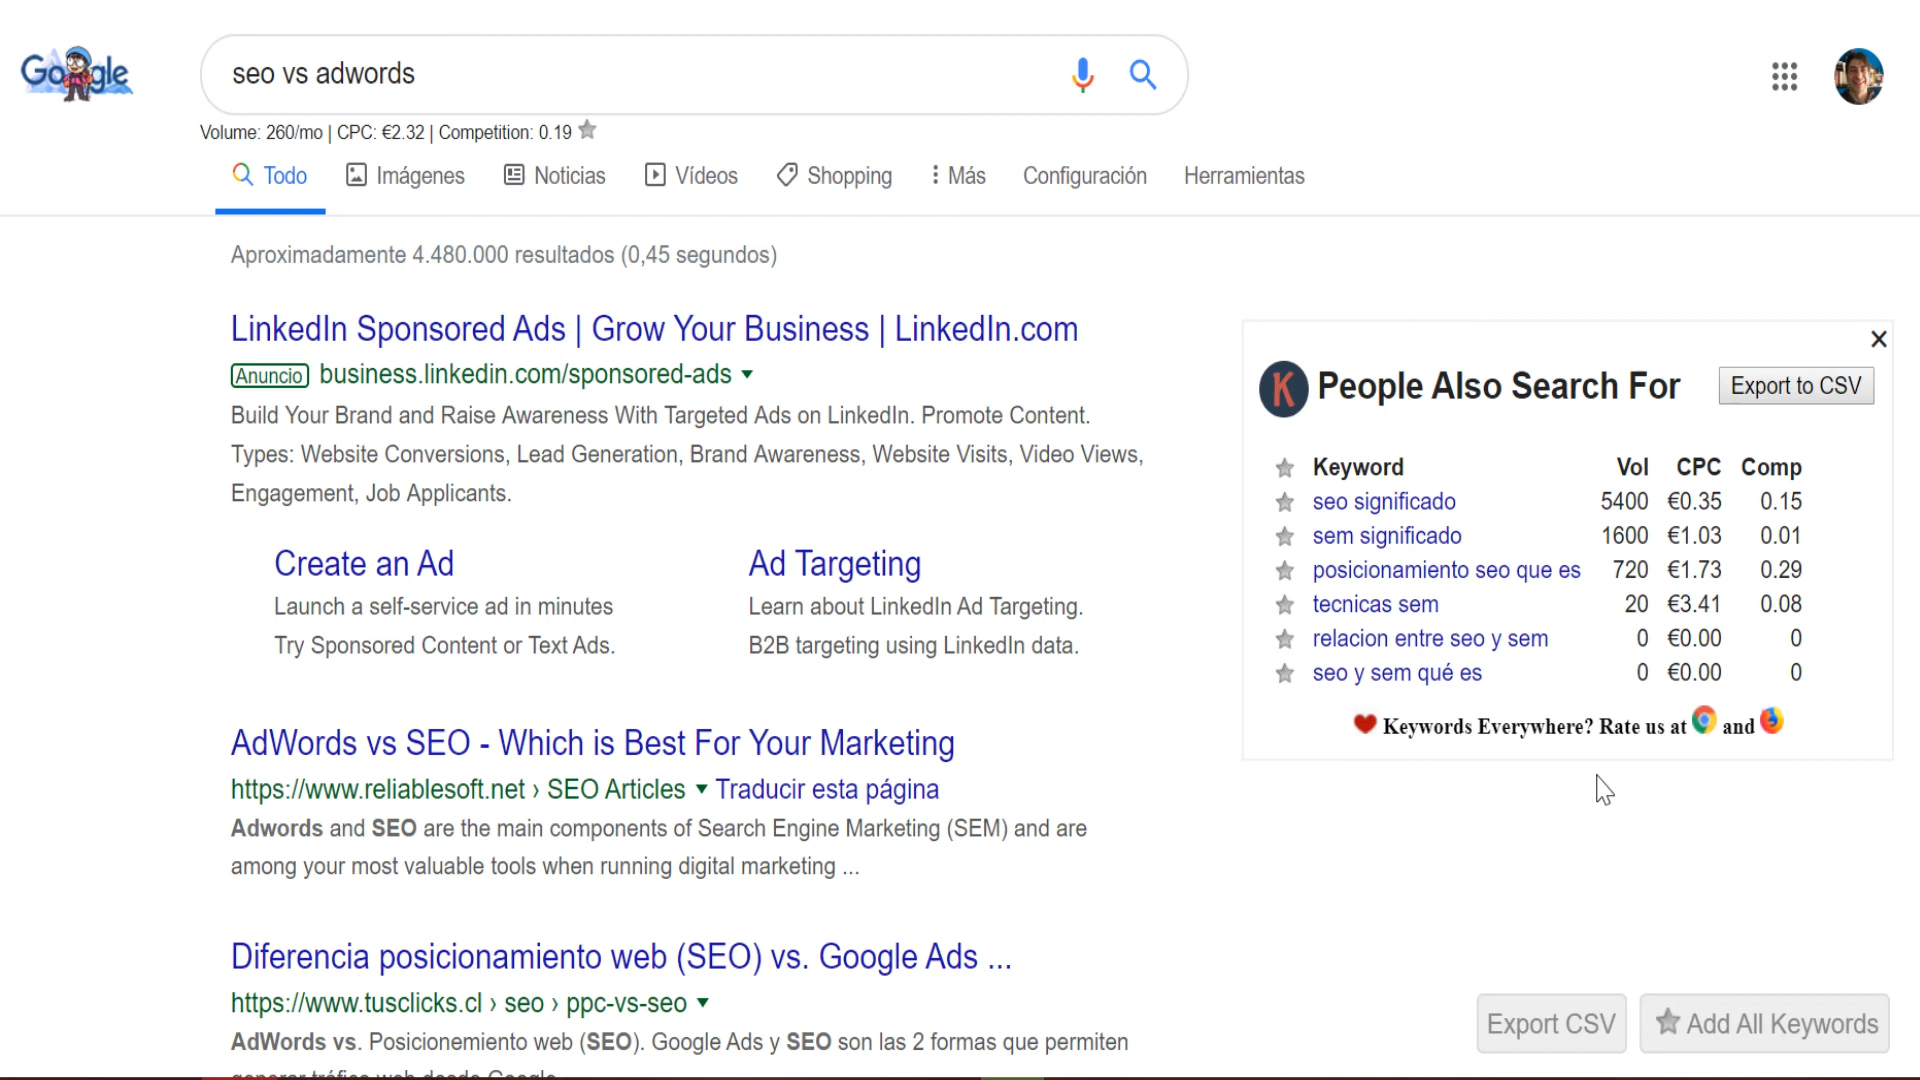 Google
seo vs adwords
Volume: 260/mo | CPC: €2.32 | Competition: 0.19
Todo Imágenes Noticias Vídeos Shopping Más Configuración Herramientas
Aproximadamente 4.480.000 resultados (0,45 segundos)
LinkedIn Sponsored Ads | Grow Your Business | LinkedIn.com
Anuncio business.linkedin.com/sponsored-ads
Build Your Brand and Raise Awareness With Targeted Ads on LinkedIn. Promote Content.
Types: Website Conversions, Lead Generation, Brand Awareness, Website Visits, Video Views,
Engagement, Job Applicants.
Create an Ad
Launch a self-service ad in minutes
Try Sponsored Content or Text Ads.
Ad Targeting
Learn about LinkedIn Ad Targeting.
B2B targeting using LinkedIn data.
AdWords vs SEO - Which is Best For Your Marketing
https://www.reliablesoft.net › SEO Articles Traducir esta página
Adwords and SEO are the main components of Search Engine Marketing (SEM) and are
among your most valuable tools when running digital marketing ...
Diferencia posicionamiento web (SEO) vs. Google Ads ...
https://www.tusclicks.cl › seo › ppc-vs-seo
AdWords vs. Posicionemiento web (SEO). Google Ads y SEO son las 2 formas que permiten
generar tráfico web desde Google
K People Also Search For Export to CSV
Keyword Vol CPC Comp
seo significado 5400 €0.35 0.15
sem significado 1600 €1.03 0.01
posicionamiento seo que es 720 €1.73 0.29
tecnicas sem 20 €3.41 0.08
relacion entre seo y sem 0 €0.00 0
seo y sem qué es 0 €0.00 0
Keywords Everywhere? Rate us at and
Export CSV Add All Keywords